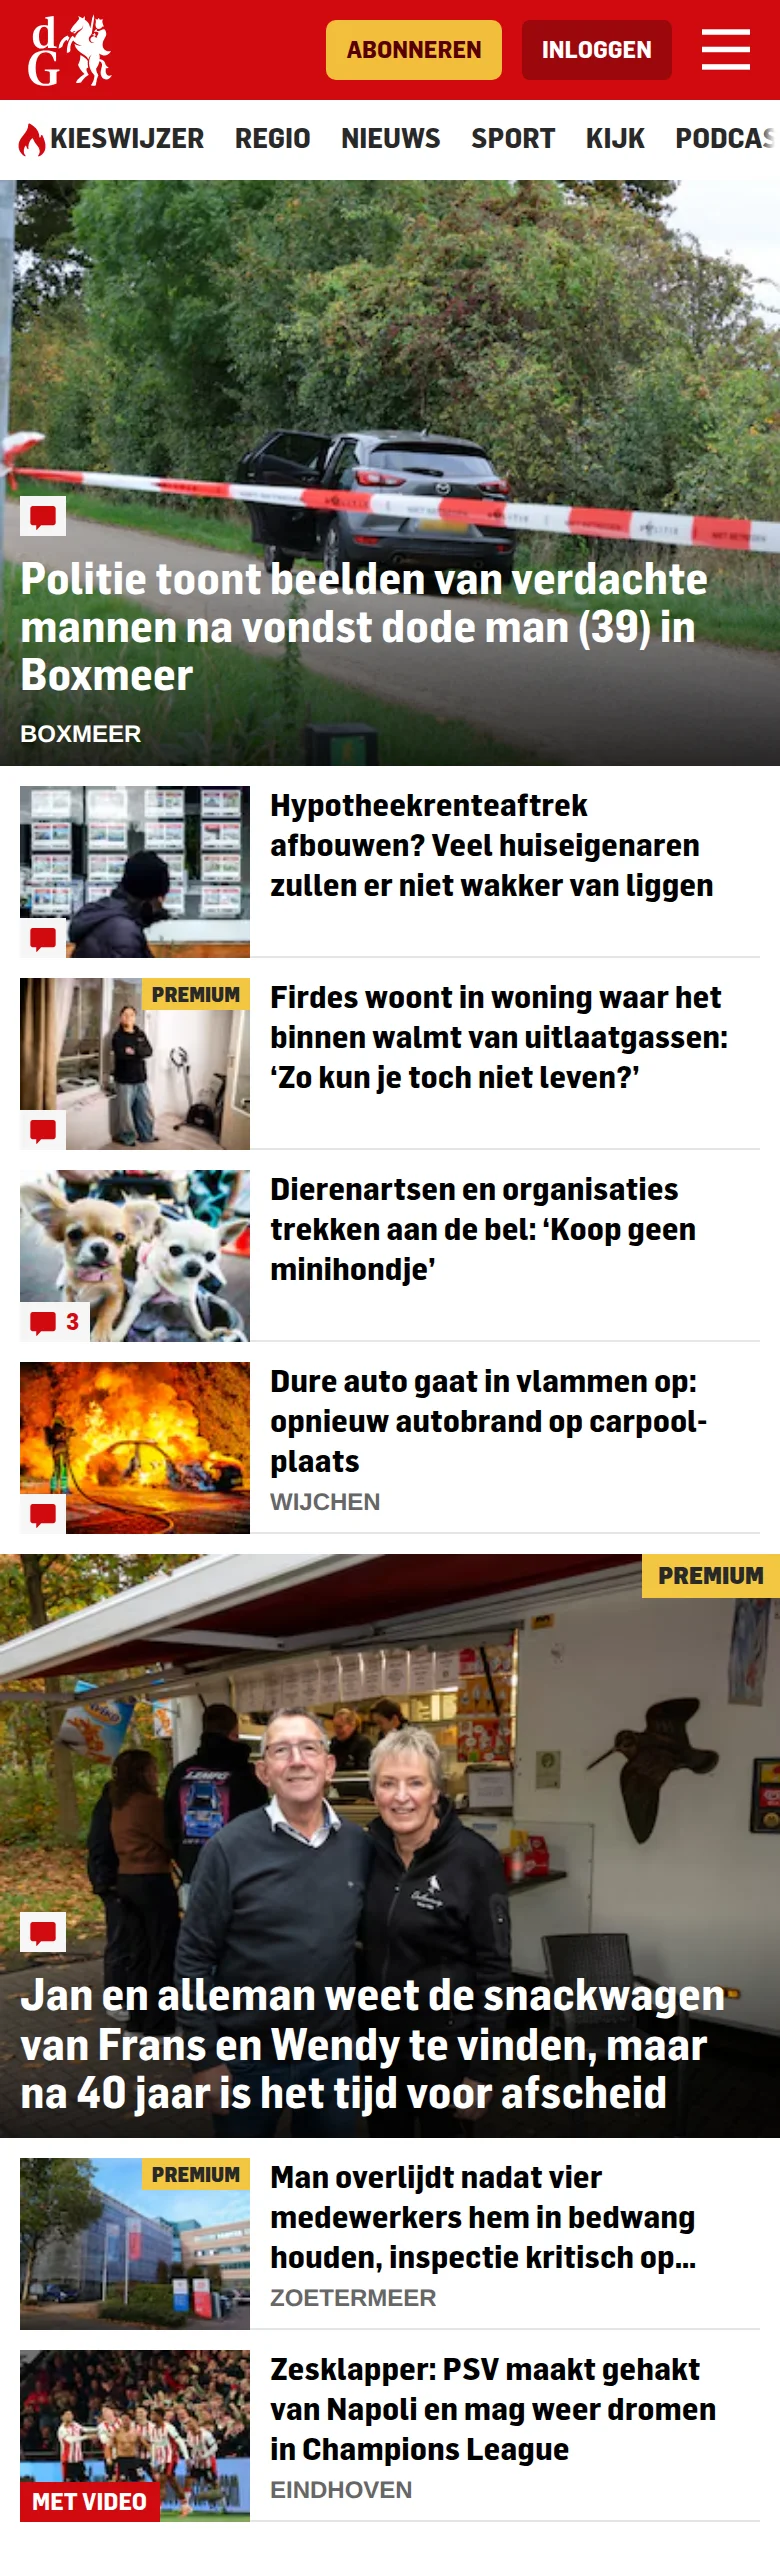 dG
ABONNEREN
INLOGGEN
KIESWIJZER REGIO NIEUWS SPORT KIJK PODCAS
Politie toont beelden van verdachte
mannen na vondst dode man (39) in
Boxmeer
BOXMEER
Hypotheekrenteaftrek
afbouwen? Veel huiseigenaren
zullen er niet wakker van liggen
PREMIUM
Firdes woont in woning waar het
binnen walmt van uitlaatgassen:
‘Zo kun je toch niet leven?’
Dierenartsen en organisaties
trekken aan de bel: ‘Koop geen
minihondje’
3
Dure auto gaat in vlammen op:
opnieuw autobrand op carpool-
plaats
WIJCHEN
PREMIUM
Jan en alleman weet de snackwagen
van Frans en Wendy te vinden, maar
na 40 jaar is het tijd voor afscheid
PREMIUM
Man overlijdt nadat vier
medewerkers hem in bedwang
houden, inspectie kritisch op...
ZOETERMEER
Zesklapper: PSV maakt gehakt
van Napoli en mag weer dromen
in Champions League
EINDHOVEN
MET VIDEO